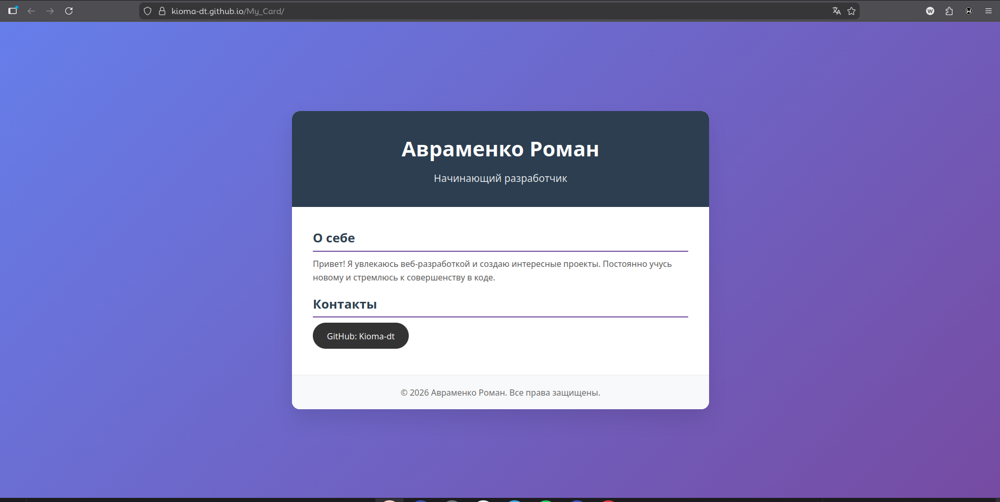 kioma-dt.github.io/My_Card/
Авраменко Роман
Начинающий разработчик
О себе
Привет! Я увлекаюсь веб-разработкой и создаю интересные проекты. Постоянно учусь
новому и стремлюсь к совершенству в коде.
Контакты
GitHub: Kioma-dt
© 2026 Авраменко Роман. Все права защищены.